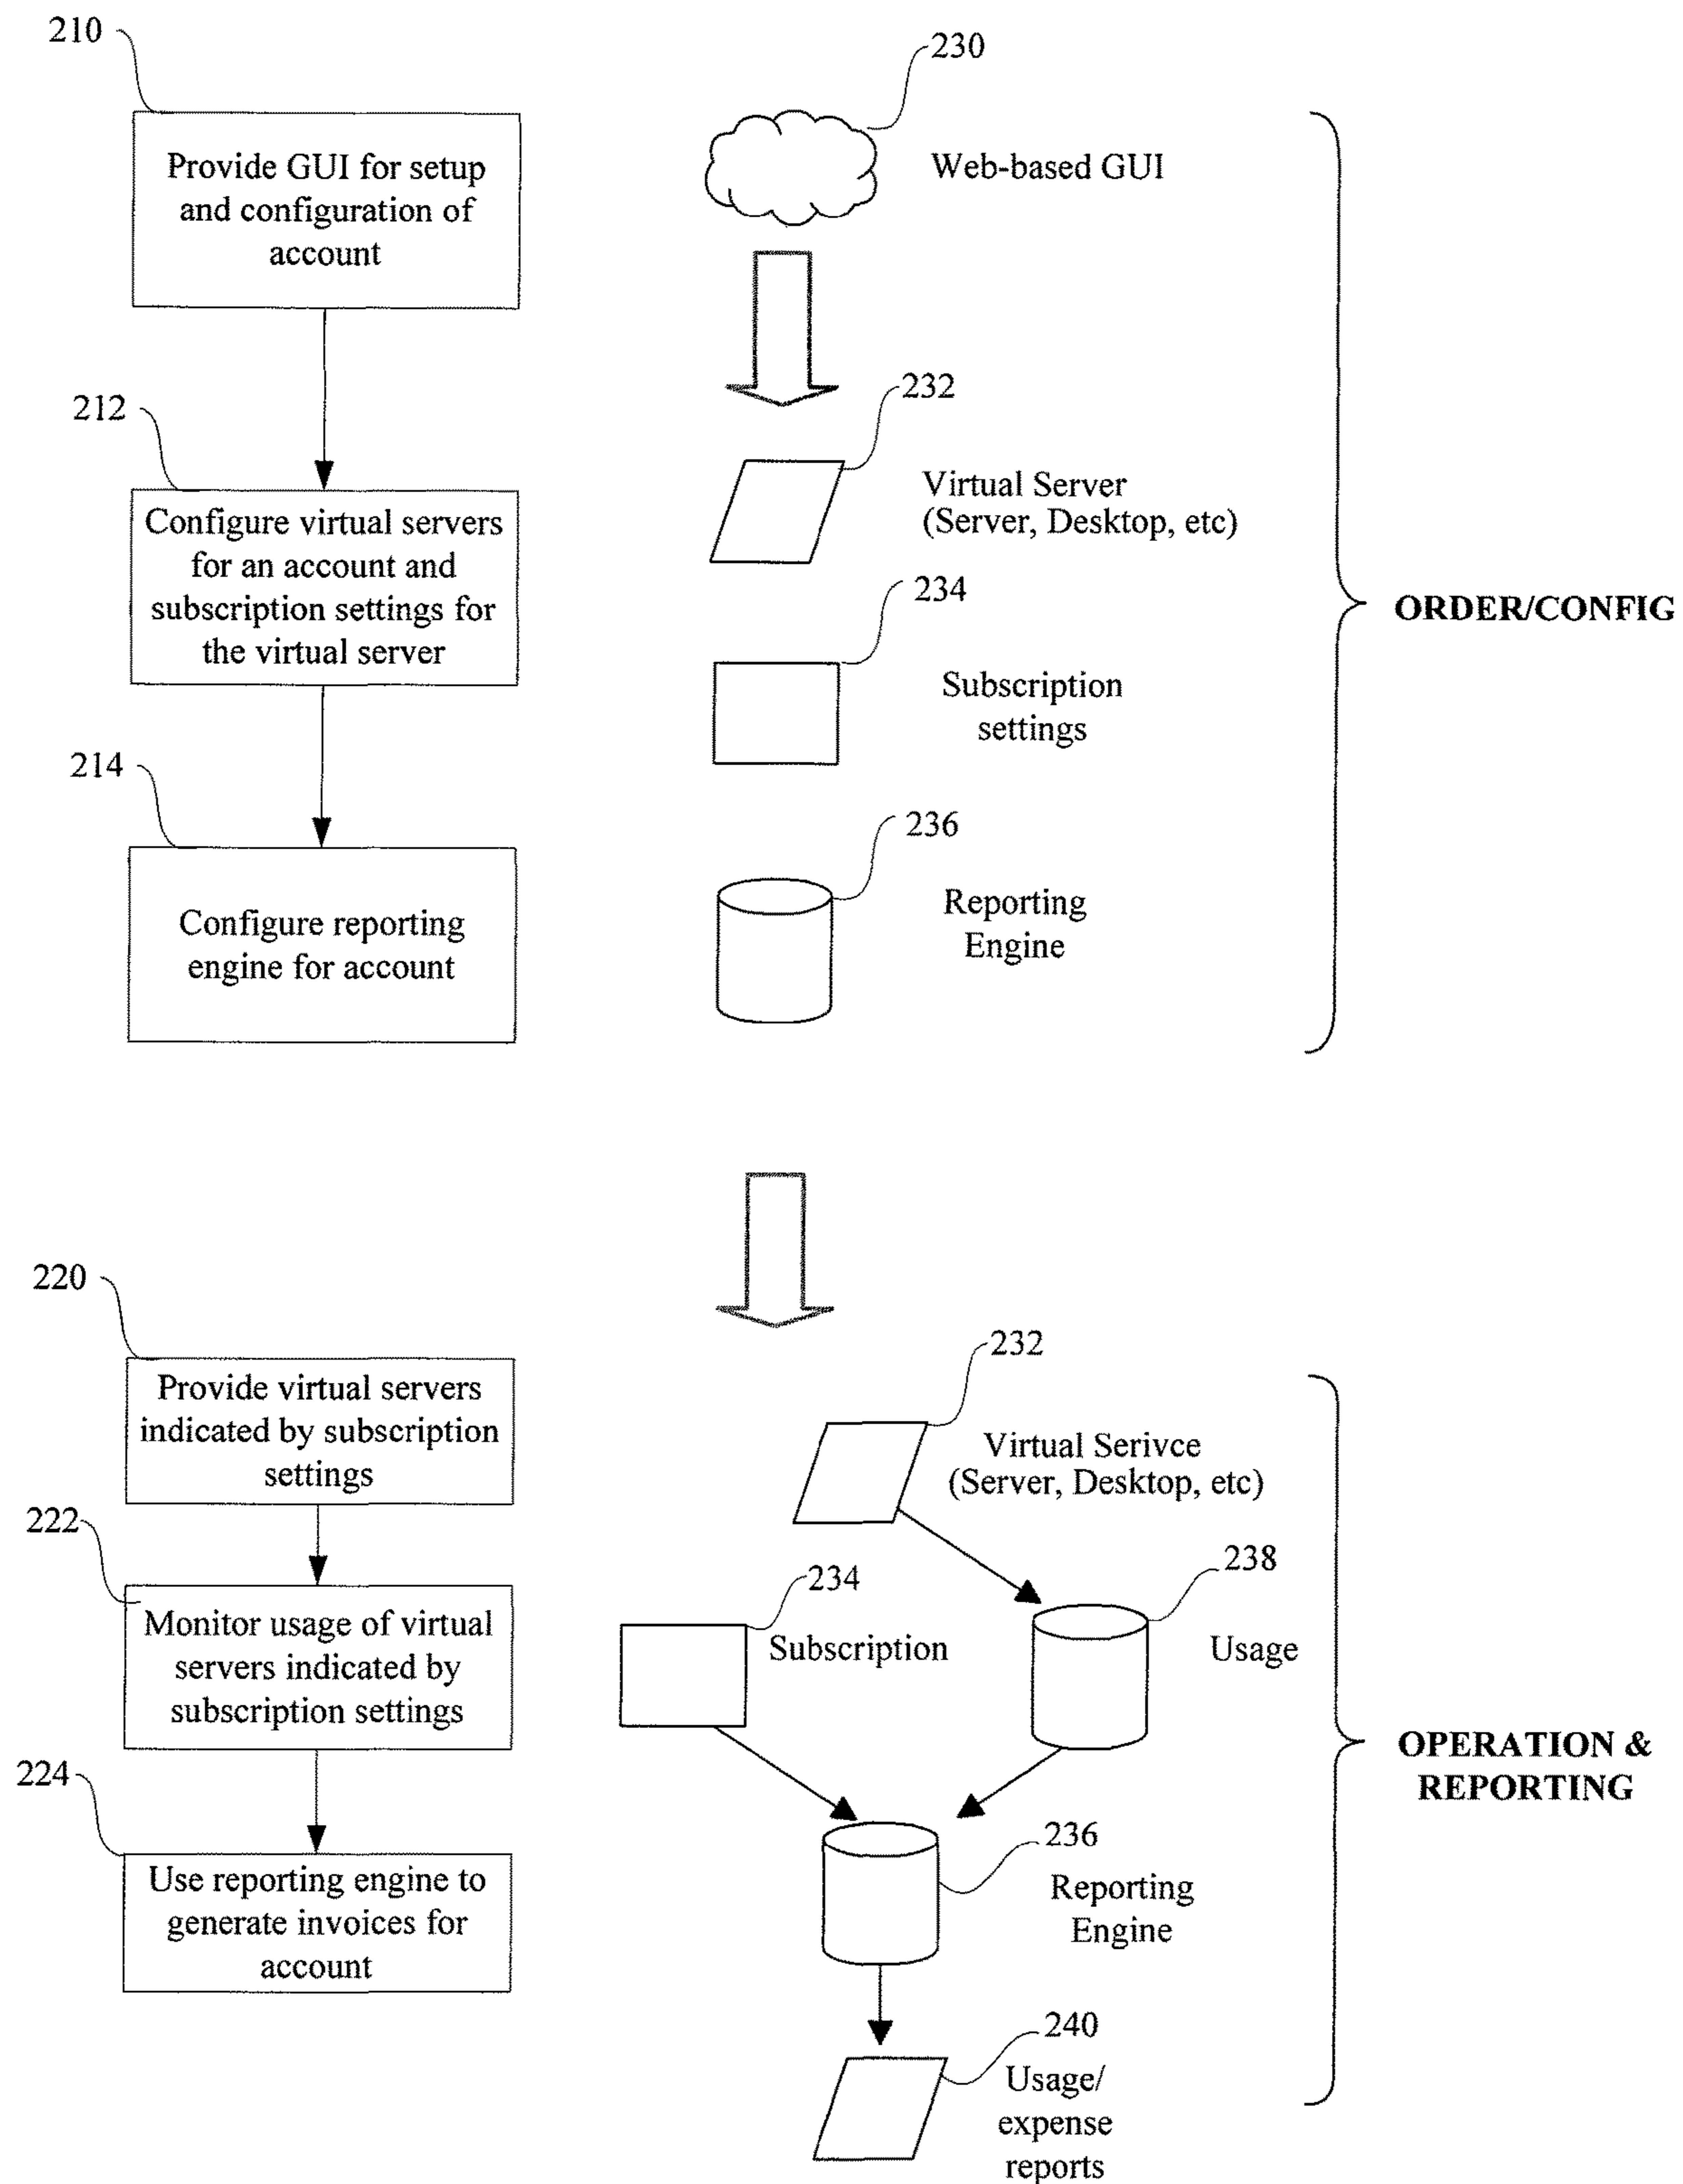 210
230
Provide GUI for setup
and configuration of
account
Web-based GUI
212
232
Configure virtual servers
for an account and
subscription settings for
the virtual server
Virtual Server
(Server, Desktop, etc)
234
Subscription
settings
ORDER/CONFIG
214
236
Configure reporting
engine for account
Reporting
Engine
220
232
Provide virtual servers
indicated by subscription
settings
Virtual Serivce
(Server, Desktop, etc)
222
234
238
Monitor usage of virtual
servers indicated by
subscription settings
Subscription
Usage
OPERATION &
REPORTING
224
236
Use reporting engine to
generate invoices for
account
Reporting
Engine
240
Usage/
expense
reports